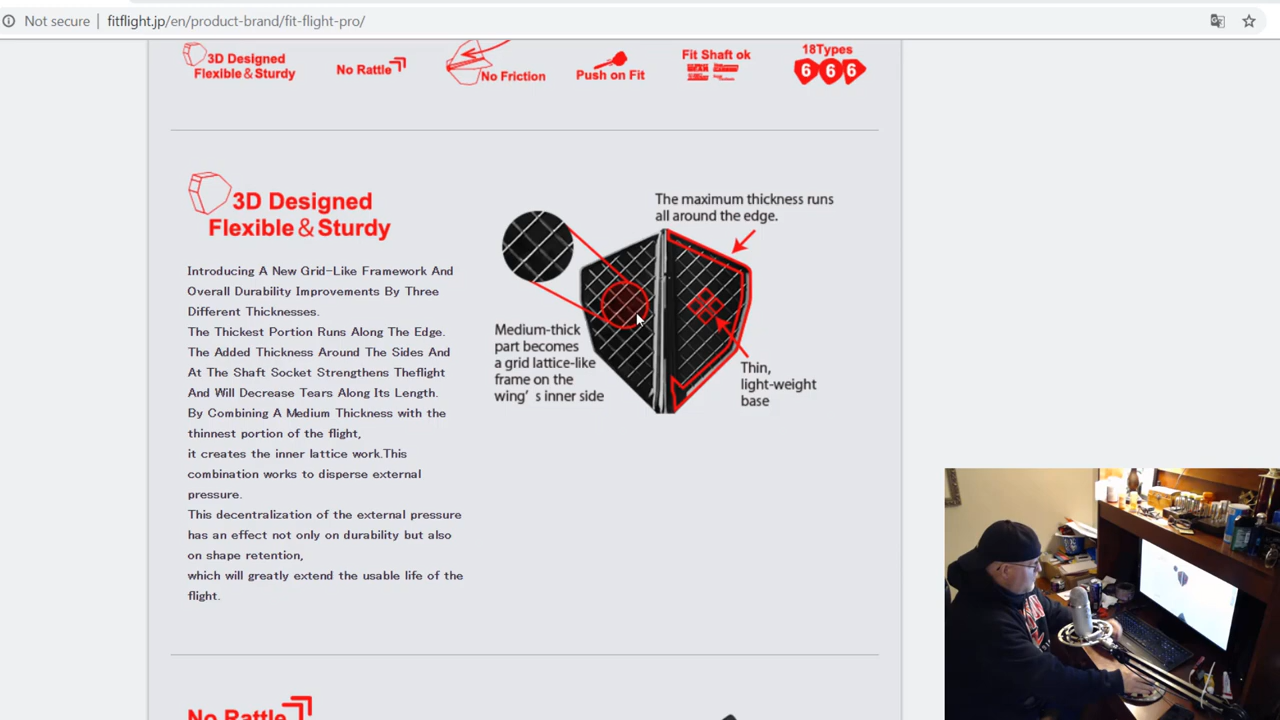 Not secure
fitflight.jp/en/product-brand/fit-flight-pro/
3D Designed
Flexible&Sturdy
No Rattle
No Friction
Push on Fit
Fit Shaft ok
18Types
666
3D Designed
Flexible&Sturdy
Introducing A New Grid-Like Framework And
Overall Durability Improvements By Three
Different Thicknesses.
The Thickest Portion Runs Along The Edge.
The Added Thickness Around The Sides And
At The Shaft Socket Strengthens Theflight
And Will Decrease Tears Along Its Length.
By Combining A Medium Thickness with the
thinnest portion of the flight,
it creates the inner lattice work.This
combination works to disperse external
pressure.
This decentralization of the external pressure
has an effect not only on durability but also
on shape retention,
which will greatly extend the usable life of the
flight.
The maximum thickness runs
all around the edge.
Medium-thick
part becomes
a grid lattice-like
frame on the
wing's inner side
Thin,
light-weight
base
No Rattle